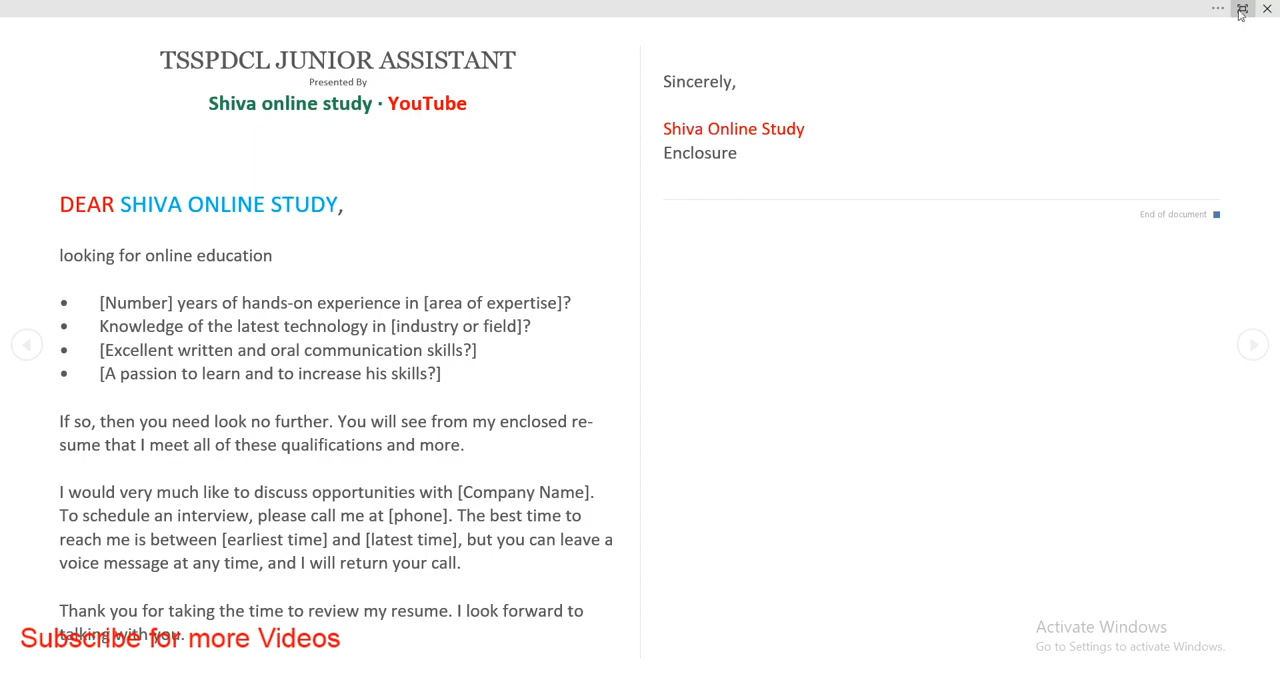 TSSPDCL JUNIOR ASSISTANT
Presented By
Shiva online study · YouTube
DEAR SHIVA ONLINE STUDY,
looking for online education
• [Number] years of hands-on experience in [area of expertise]?
• Knowledge of the latest technology in [industry or field]?
• [Excellent written and oral communication skills?]
• [A passion to learn and to increase his skills?]
If so, then you need look no further. You will see from my enclosed re-
sume that I meet all of these qualifications and more.
I would very much like to discuss opportunities with [Company Name].
To schedule an interview, please call me at [phone]. The best time to
reach me is between [earliest time] and [latest time], but you can leave a
voice message at any time, and I will return your call.
Thank you for taking the time to review my resume. I look forward to
talking with you.
Subscribe for more Videos
Sincerely,
Shiva Online Study
Enclosure
End of document
Activate Windows
Go to Settings to activate Windows.